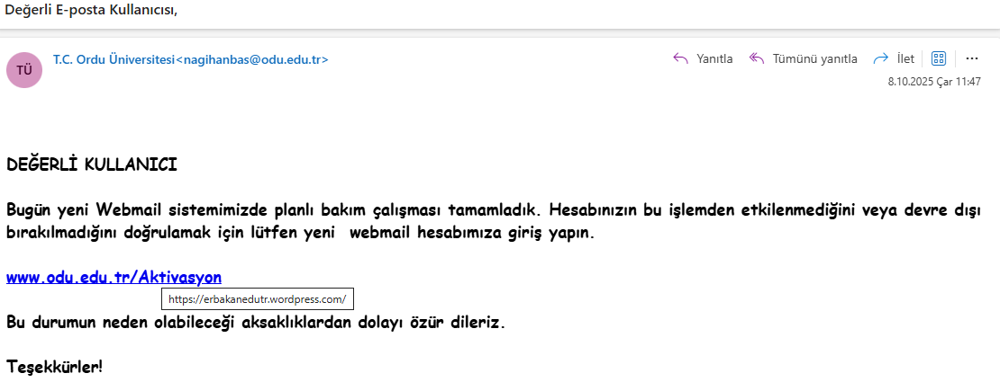 Değerli E-posta Kullanıcısı,
TÜ
T.C. Ordu Üniversitesi<nagihanbas@odu.edu.tr>
Yanıtla
Tümünü yanıtla
İlet
8.10.2025 Çar 11:47
DEĞERLİ KULLANICI
Bugün yeni Webmail sistemimizde planlı bakım çalışması tamamladık. Hesabınızın bu işlemden etkilenmediğini veya devre dışı
bırakılmadığını doğrulamak için lütfen yeni  webmail hesabımıza giriş yapın.
www.odu.edu.tr/Aktivasyon
https://erbakanedutr.wordpress.com/
Bu durumun neden olabileceği aksaklıklardan dolayı özür dileriz.
Teşekkürler!